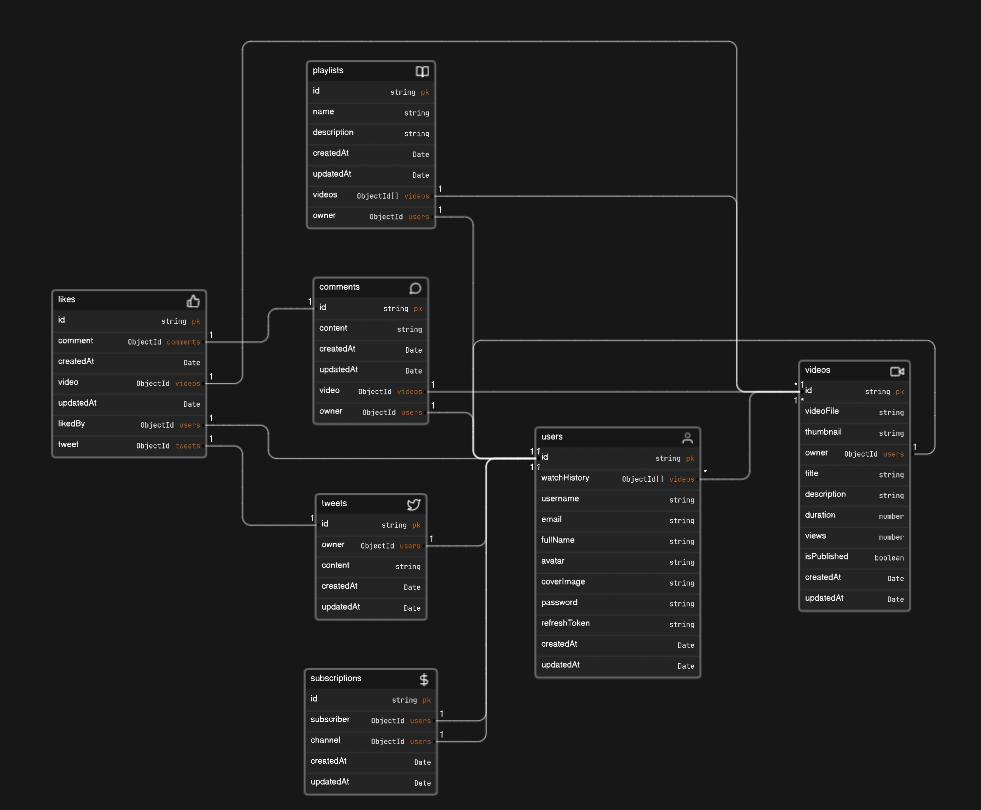 playlists
id string pk
name string
description string
createdAt Date
updatedAt Date
videos ObjectId[] videos 1
owner ObjectId users 1
likes
id string pk
comment ObjectId comments 1
createdAt Date
video ObjectId videos 1
updatedAt Date
likedBy ObjectId users 1
tweet ObjectId tweets 1
comments
1 id string pk
content string
createdAt Date
updatedAt Date
video ObjectId videos 1
owner ObjectId users 1
tweets
1 id string pk
owner ObjectId users 1
content string
createdAt Date
updatedAt Date
subscriptions
id string pk
subscriber ObjectId users 1
channel ObjectId users 1
createdAt Date
updatedAt Date
users
1 1
id string pk
1 1
watchHistory ObjectId[] videos *
username string
email string
fullName string
avatar string
coverImage string
password string
refreshToken string
createdAt Date
updatedAt Date
videos
* 1
id string pk
1 *
videoFile string
thumbnail string
owner ObjectId users 1
title string
description string
duration number
views number
isPublished boolean
createdAt Date
updatedAt Date